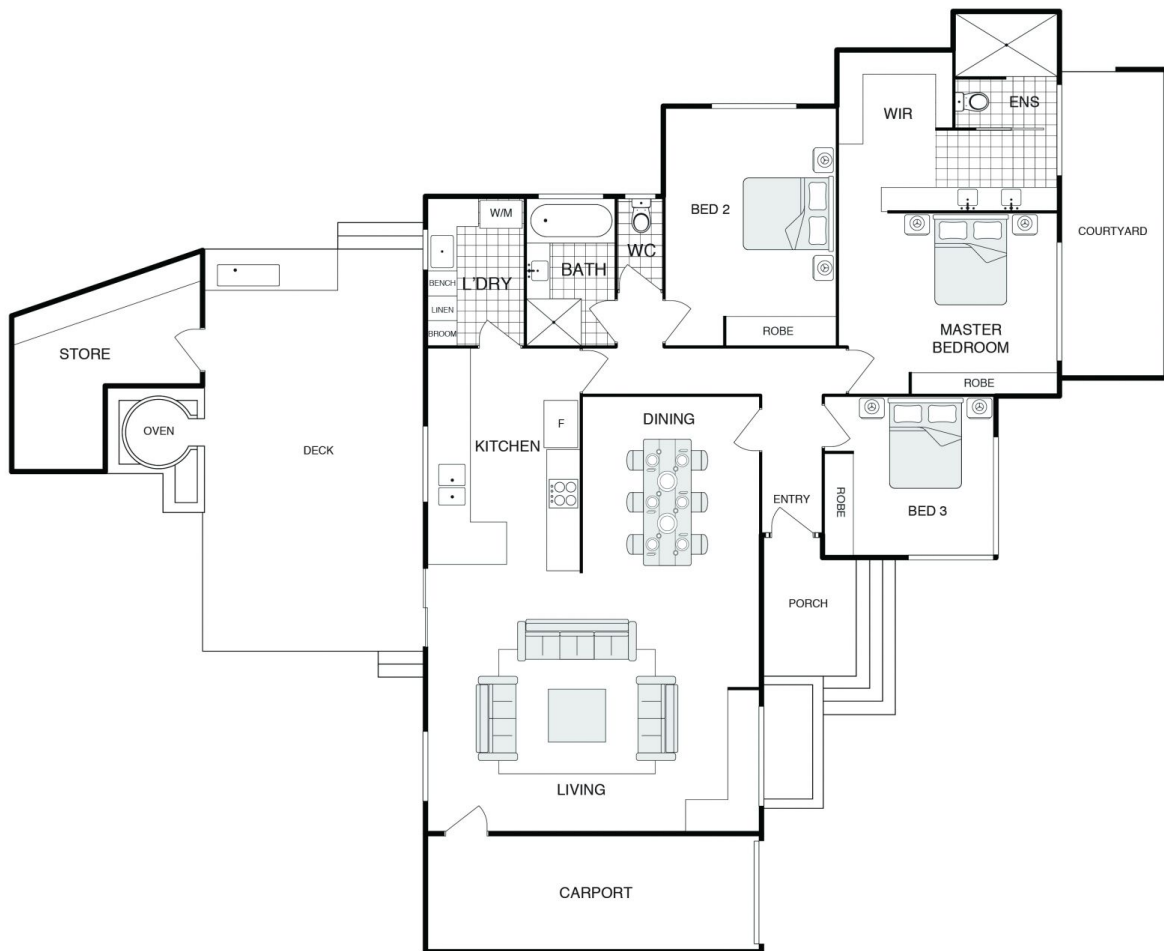 ENS
WIR
W/M
BED 2
WC
BATH
COURTYARD
L'DRY
BENCH
LINEN
BROOM
ROBE
MASTER
BEDROOM
STORE
ROBE
DINING
F
OVEN
KITCHEN
DECK
ENTRY
ROBE
BED 3
PORCH
LIVING
CARPORT